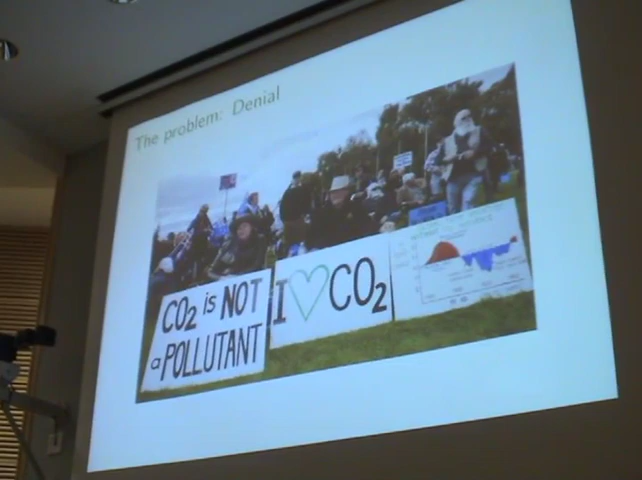 The problem: Denial
CO2 is NOT
a POLLUTANT
I ♡ CO2